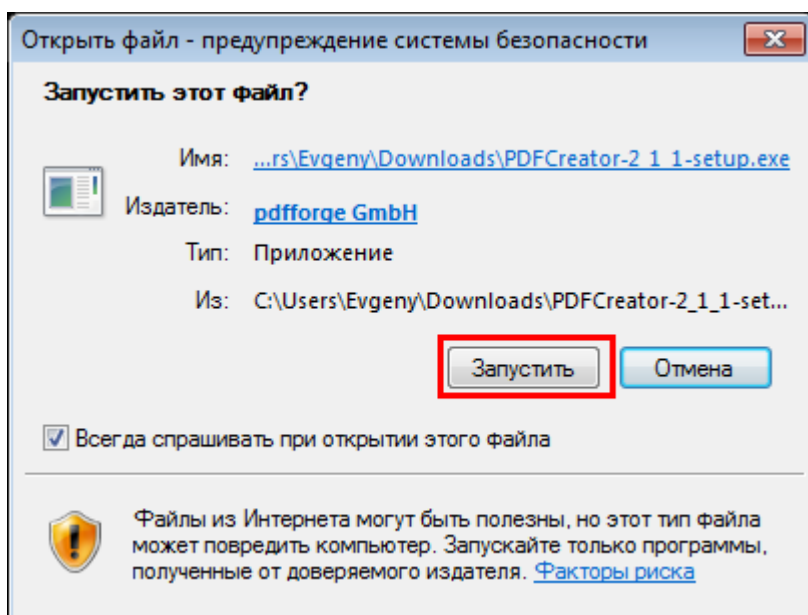 Открыть файл - предупреждение системы безопасности
Запустить этот файл?
Имя: ...rs\Evgeny\Downloads\PDFCreator-2_1_1-setup.exe
Издатель: pdfforge GmbH
Тип: Приложение
Из: C:\Users\Evgeny\Downloads\PDFCreator-2_1_1-set...
Запустить Отмена
Всегда спрашивать при открытии этого файла
Файлы из Интернета могут быть полезны, но этот тип файла
может повредить компьютер. Запускайте только программы,
полученные от доверяемого издателя. Факторы риска